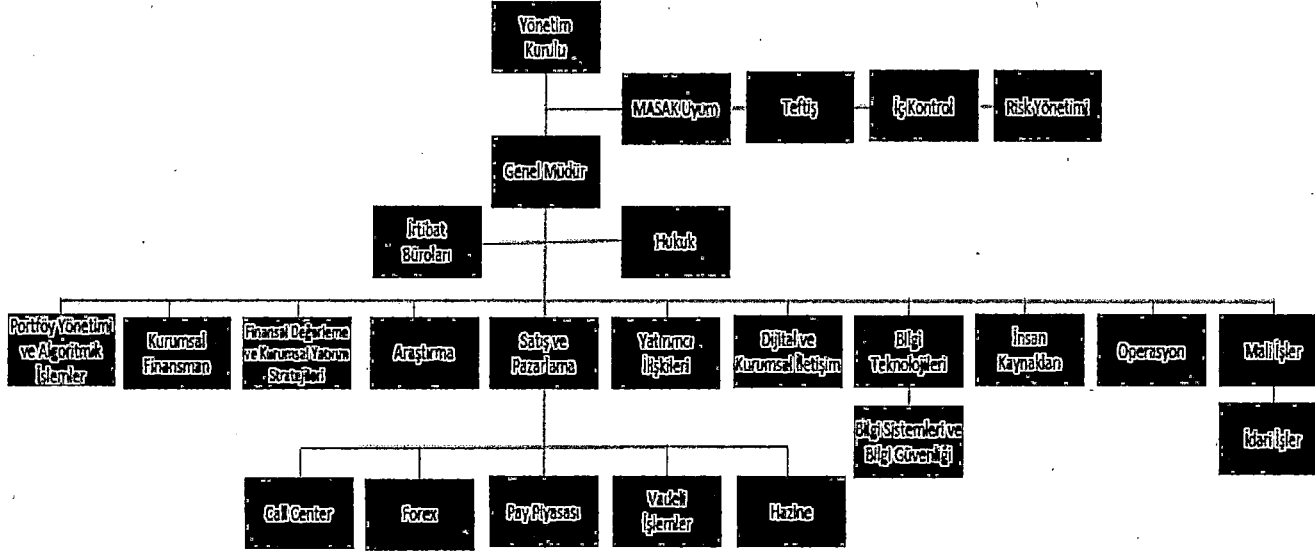 Yönetim
Kurulu
MASAK Uyum
Teftiş
İç Kontrol
Risk Yönetimi
Genel Müdür
İrtibat
Büroları
Hukuk
Portföy Yönetimi
ve Algoritmik
İşlemler
Kurumsal
Finansman
Finansal Değerleme
ve Kurumsal Yatırım
Stratejileri
Araştırma
Satış ve
Pazarlama
Yatırımcı
İlişkileri
Dijital ve
Kurumsal İletişim
Bilgi
Teknolojileri
İnsan
Kaynakları
Operasyon
Mali İşler
Bilgi Sistemleri ve
Bilgi Güvenliği
İdari İşler
Call Center
Forex
Pay Piyasası
Vadeli
İşlemler
Hazine